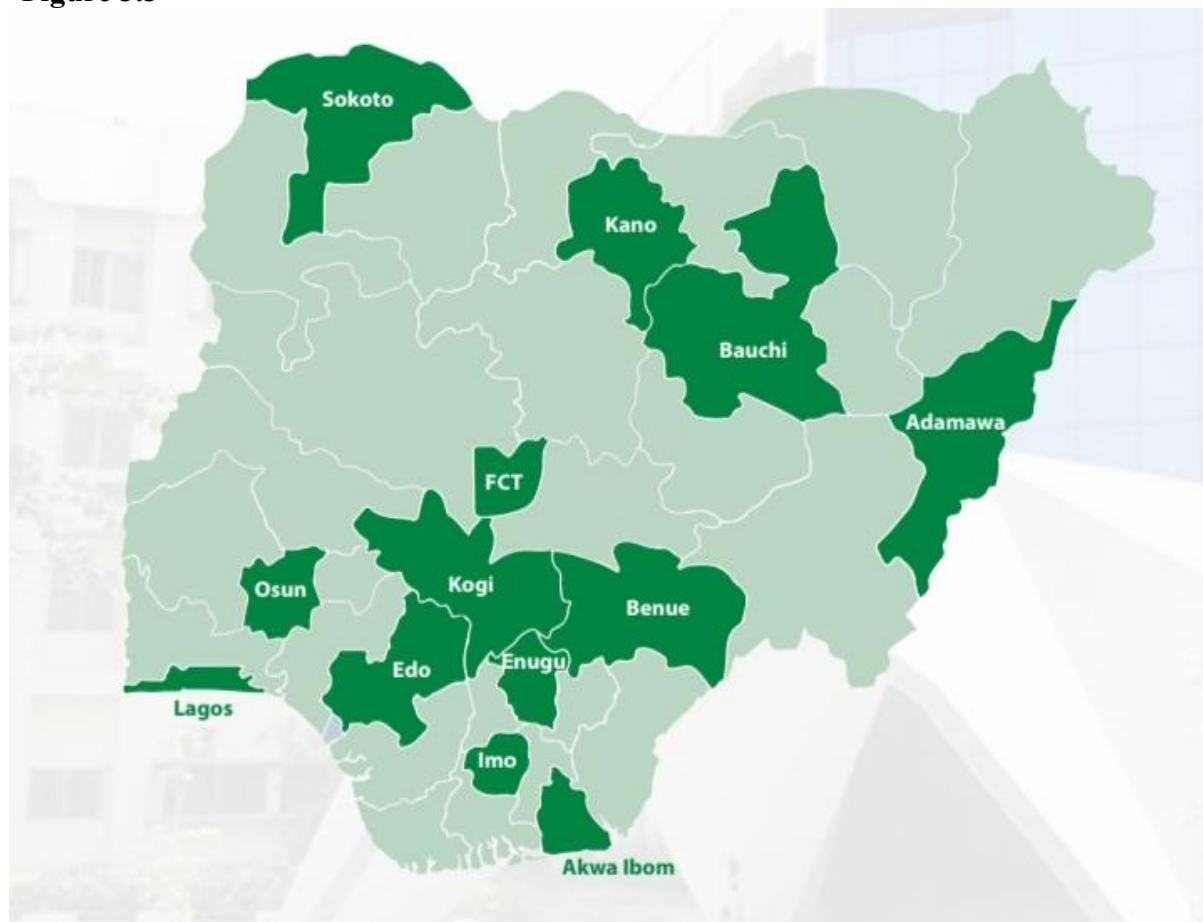 Sokoto
Kano
Bauchi
Adamawa
FCT
Osun
Kogi
Benue
Edo
Enugu
Lagos
Imo
Akwa Ibom